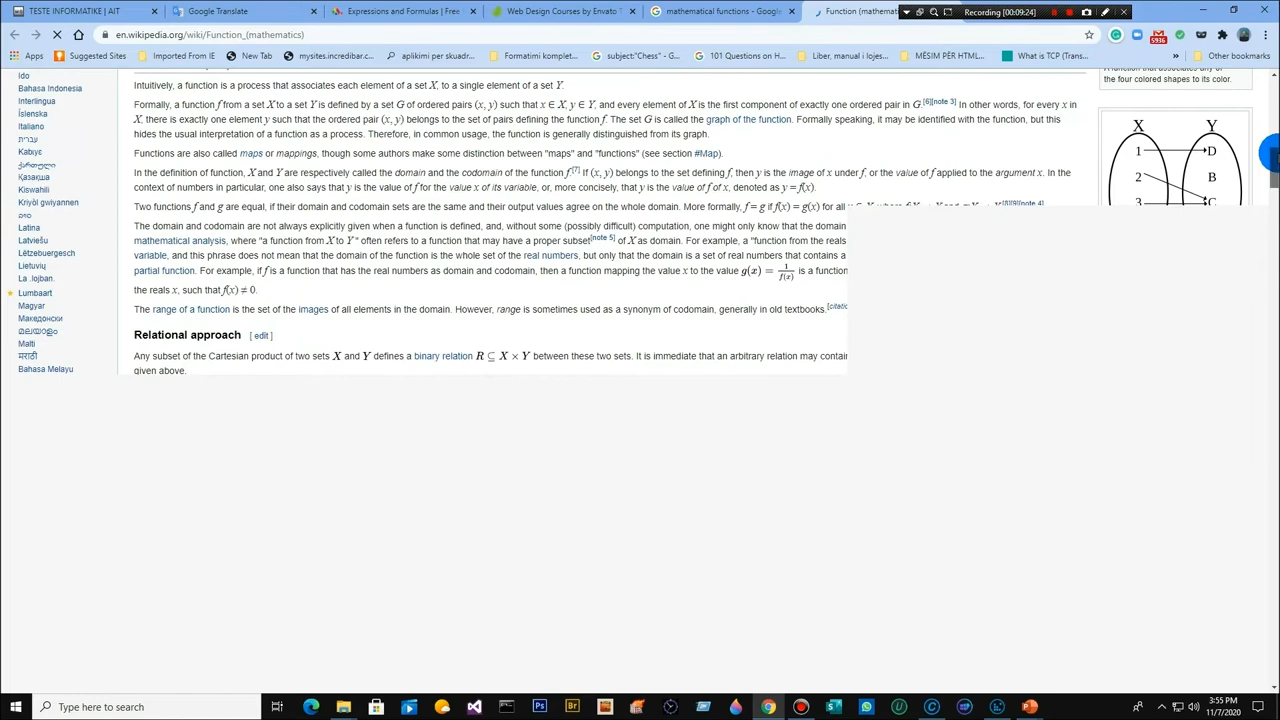 TESTE INFORMATIKE | AIT
Google Translate
Expressions and Formulas | Free
Web Design Courses by Envato T
mathematical functions - Google
Function (mathem
Recording [00:09:24]
en.wikipedia.org/wiki/Function_(mathematics)
5936
Apps
Suggested Sites
Imported From IE
New Tab
mysites.incredibar.c...
aplikimi per skuadr...
Formatimi komplet...
subject:"Chess" - G...
101 Questions on H...
Liber, manual i lojes...
MËSIM PËR HTML...
What is TCP (Trans...
»
Other bookmarks
Ido
Bahasa Indonesia
Interlingua
Íslenska
Italiano
עברית
Kabɩyɛ
ქართული
Қазақша
Kiswahili
Kriyòl gwiyannen
ລາວ
Latina
Latviešu
Lëtzebuergesch
Lietuvių
La .lojban.
Lumbaart
Magyar
Македонски
മലയാളം
Malti
मराठी
Bahasa Melayu
Intuitively, a function is a process that associates each element of a set X, to a single element of a set Y.
Formally, a function f from a set X to a set Y is defined by a set G of ordered pairs (x, y) such that x ∈ X, y ∈ Y, and every element of X is the first component of exactly one ordered pair in G.[6][note 3] In other words, for every x in
X, there is exactly one element y such that the ordered pair (x, y) belongs to the set of pairs defining the function f. The set G is called the graph of the function. Formally speaking, it may be identified with the function, but this
hides the usual interpretation of a function as a process. Therefore, in common usage, the function is generally distinguished from its graph.
Functions are also called maps or mappings, though some authors make some distinction between "maps" and "functions" (see section #Map).
In the definition of function, X and Y are respectively called the domain and the codomain of the function f.[7] If (x, y) belongs to the set defining f, then y is the image of x under f, or the value of f applied to the argument x. In the
context of numbers in particular, one also says that y is the value of f for the value x of its variable, or, more concisely, that y is the value of f of x, denoted as y = f(x).
Two functions f and g are equal, if their domain and codomain sets are the same and their output values agree on the whole domain. More formally, f = g if f(x) = g(x) for all
[8][9][note 4]
The domain and codomain are not always explicitly given when a function is defined, and, without some (possibly difficult) computation, one might only know that the domain
mathematical analysis, where "a function from X to Y " often refers to a function that may have a proper subset[note 5] of X as domain. For example, a "function from the reals
variable, and this phrase does not mean that the domain of the function is the whole set of the real numbers, but only that the domain is a set of real numbers that contains a
partial function. For example, if f is a function that has the real numbers as domain and codomain, then a function mapping the value x to the value g(x) = 1/f(x) is a function
the reals x, such that f(x) ≠ 0.
The range of a function is the set of the images of all elements in the domain. However, range is sometimes used as a synonym of codomain, generally in old textbooks.[citatio
Relational approach [ edit ]
Any subset of the Cartesian product of two sets X and Y defines a binary relation R ⊆ X × Y between these two sets. It is immediate that an arbitrary relation may contain
given above.
the four colored shapes to its color.
X Y
1 D
2 B
3 C
Type here to search
3:55 PM
11/7/2020